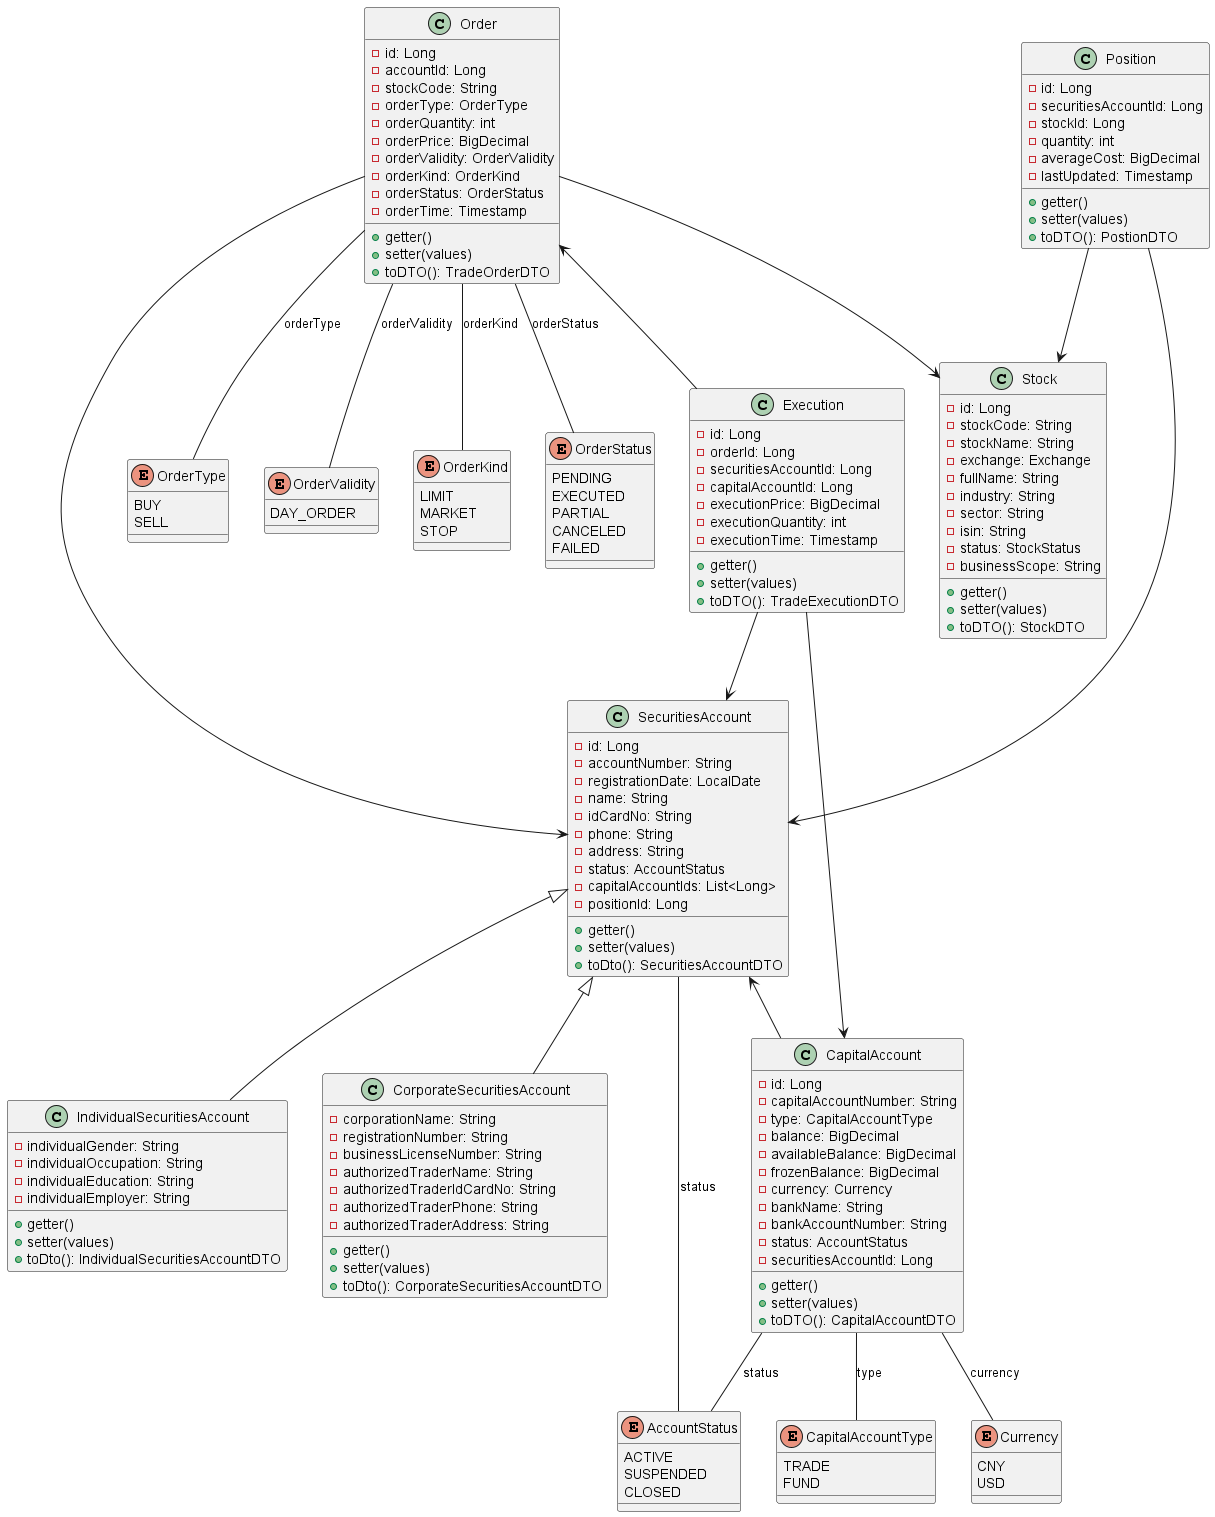 C Order
id: Long
accountId: Long
stockCode: String
orderType: OrderType
orderQuantity: int
orderPrice: BigDecimal
orderValidity: OrderValidity
orderKind: OrderKind
orderStatus: OrderStatus
orderTime: Timestamp
getter()
setter(values)
toDTO(): TradeOrderDTO
C Position
id: Long
securitiesAccountId: Long
stockId: Long
quantity: int
averageCost: BigDecimal
lastUpdated: Timestamp
getter()
setter(values)
toDTO(): PostionDTO
orderType
orderValidity
orderKind
orderStatus
E OrderType
BUY
SELL
E OrderValidity
DAY_ORDER
E OrderKind
LIMIT
MARKET
STOP
E OrderStatus
PENDING
EXECUTED
PARTIAL
CANCELED
FAILED
C Execution
id: Long
orderId: Long
securitiesAccountId: Long
capitalAccountId: Long
executionPrice: BigDecimal
executionQuantity: int
executionTime: Timestamp
getter()
setter(values)
toDTO(): TradeExecutionDTO
C Stock
id: Long
stockCode: String
stockName: String
exchange: Exchange
fullName: String
industry: String
sector: String
isin: String
status: StockStatus
businessScope: String
getter()
setter(values)
toDTO(): StockDTO
C SecuritiesAccount
id: Long
accountNumber: String
registrationDate: LocalDate
name: String
idCardNo: String
phone: String
address: String
status: AccountStatus
capitalAccountIds: List<Long>
positionId: Long
getter()
setter(values)
toDto(): SecuritiesAccountDTO
C IndividualSecuritiesAccount
individualGender: String
individualOccupation: String
individualEducation: String
individualEmployer: String
getter()
setter(values)
toDto(): IndividualSecuritiesAccountDTO
C CorporateSecuritiesAccount
corporationName: String
registrationNumber: String
businessLicenseNumber: String
authorizedTraderName: String
authorizedTraderIdCardNo: String
authorizedTraderPhone: String
authorizedTraderAddress: String
getter()
setter(values)
toDto(): CorporateSecuritiesAccountDTO
status
C CapitalAccount
id: Long
capitalAccountNumber: String
type: CapitalAccountType
balance: BigDecimal
availableBalance: BigDecimal
frozenBalance: BigDecimal
currency: Currency
bankName: String
bankAccountNumber: String
status: AccountStatus
securitiesAccountId: Long
getter()
setter(values)
toDTO(): CapitalAccountDTO
status
type
currency
E AccountStatus
ACTIVE
SUSPENDED
CLOSED
E CapitalAccountType
TRADE
FUND
E Currency
CNY
USD